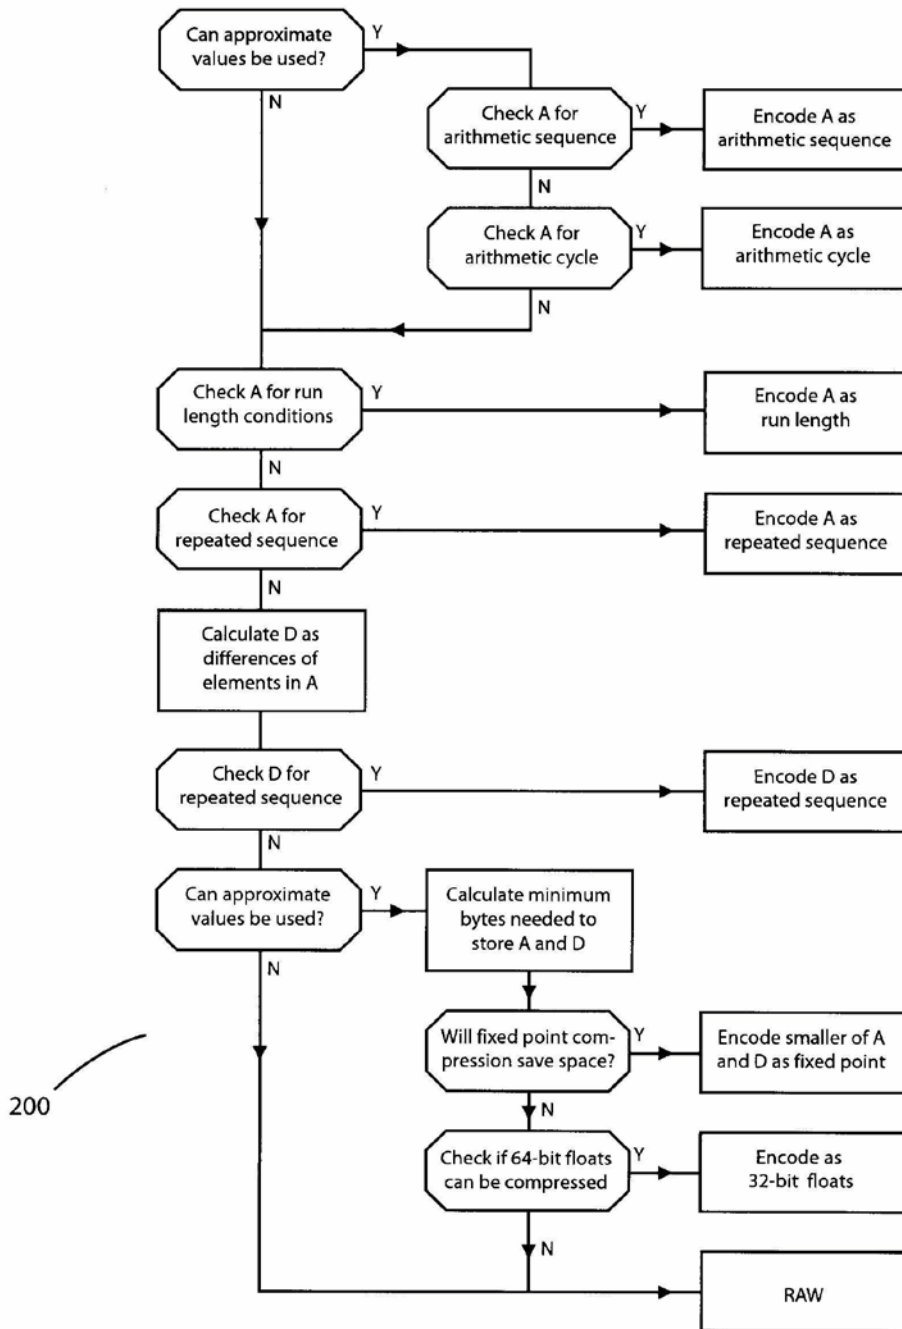 Can approximate
values be used?
Y
N
Check A for
arithmetic sequence
Y
Encode A as
arithmetic sequence
N
Check A for
arithmetic cycle
Y
Encode A as
arithmetic cycle
N
Check A for run
length conditions
Y
Encode A as
run length
N
Check A for
repeated sequence
Y
Encode A as
repeated sequence
N
Calculate D as
differences of
elements in A
Check D for
repeated sequence
Y
Encode D as
repeated sequence
N
Can approximate
values be used?
Y
Calculate minimum
bytes needed to
store A and D
N
Will fixed point com-
pression save space?
Y
Encode smaller of A
and D as fixed point
N
200
Check if 64-bit floats
can be compressed
Y
Encode as
32-bit floats
N
RAW